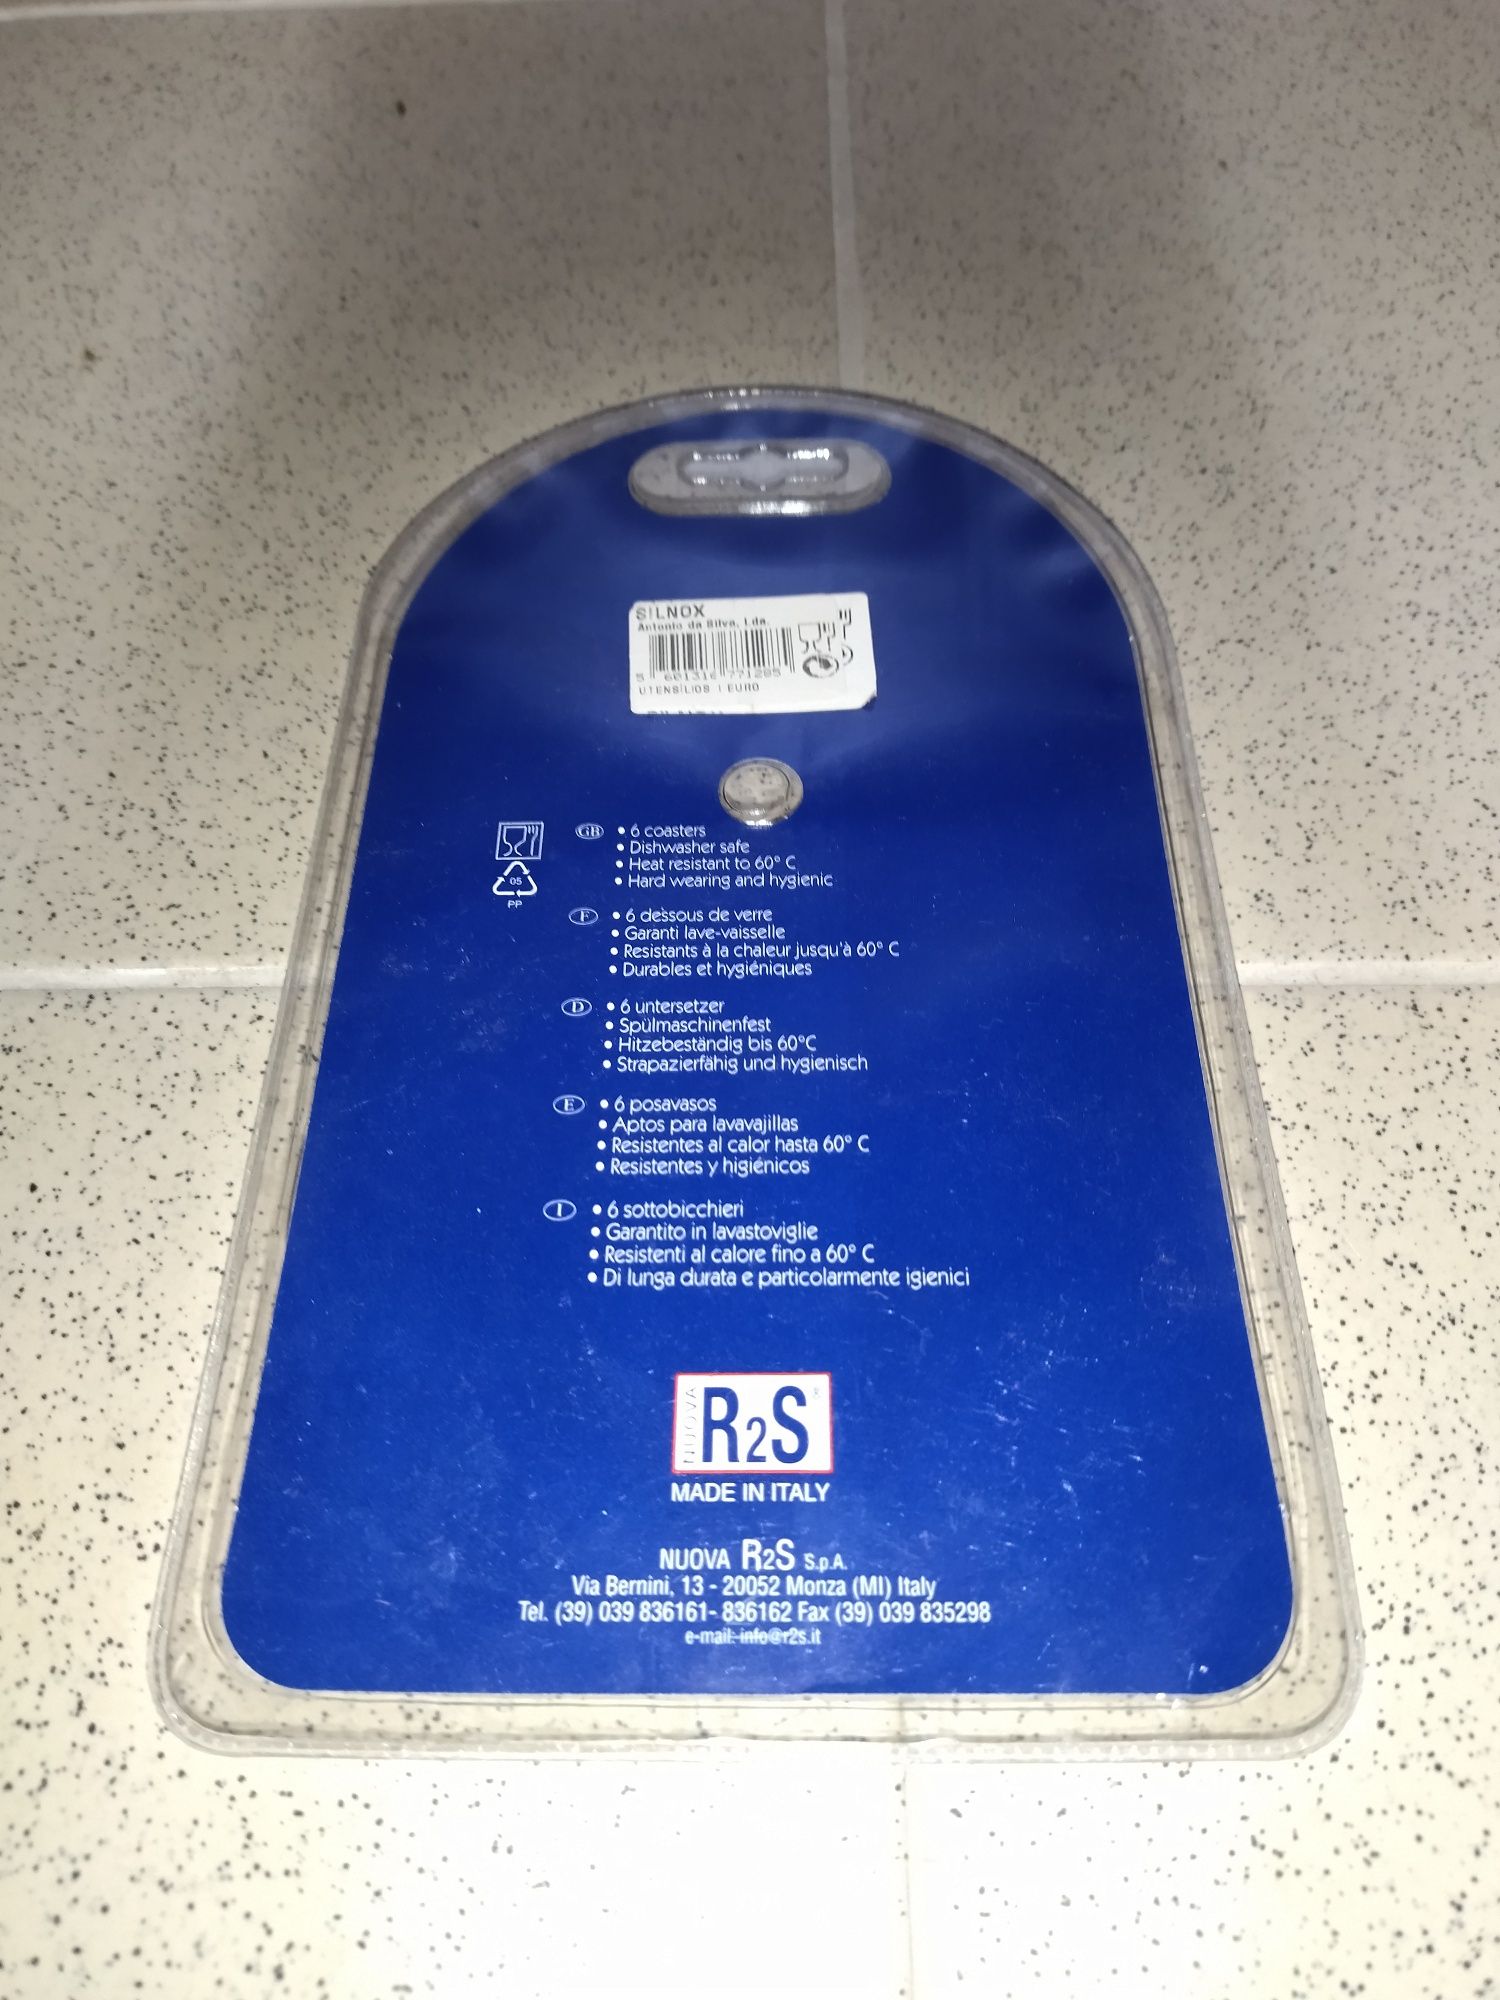 SILNOX
Antonio da Silva, Lda.
5 601316 771285
UTENSILIOS 1 EURO
GB • 6 coasters
• Dishwasher safe
• Heat resistant to 60° C
• Hard wearing and hygienic
05
PP
F • 6 dessous de verre
• Garanti lave-vaisselle
• Resistants à la chaleur jusqu'à 60° C
• Durables et hygiéniques
D • 6 untersetzer
• Spülmaschinenfest
• Hitzebeständig bis 60°C
• Strapazierfähig und hygienisch
E • 6 posavasos
• Aptos para lavavajillas
• Resistentes al calor hasta 60° C
• Resistentes y higiénicos
I • 6 sottobicchieri
• Garantito in lavastoviglie
• Resistenti al calore fino a 60° C
• Di lunga durata e particolarmente igienici
NUOVA R2S ®
MADE IN ITALY
NUOVA R2S S.p.A.
Via Bernini, 13 - 20052 Monza (MI) Italy
Tel. (39) 039 836161- 836162 Fax (39) 039 835298
e-mail: info@r2s.it